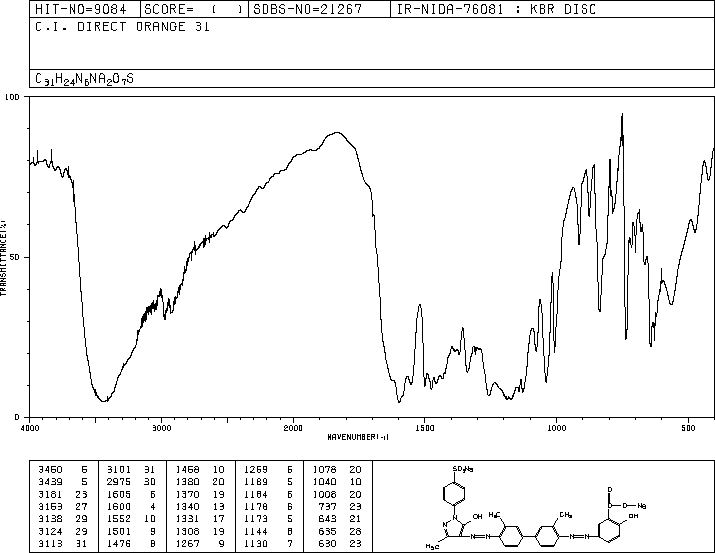 HIT-NO=9084 SCORE= ( ) SDBS-NO=21267 IR-NIDA-76081 : KBR DISC
C.I. DIRECT ORANGE 31
C31H24N6NA2O7S
100
50
0
TRANSMITTANCE(%)
4000 3000 2000 1500 1000 500
WAVENUMBER(-1)
3460 6 3101 31 1468 10 1269 6 1078 20
3439 5 2975 30 1380 20 1189 5 1040 10
3181 23 1605 6 1370 19 1184 6 1006 20
3163 27 1600 4 1340 13 1178 6 737 23
3138 29 1552 10 1331 17 1173 5 643 21
3124 29 1501 9 1308 19 1144 8 635 28
3113 31 1476 8 1267 9 1130 7 630 23
SO3Na
N N OH
H3C N=N H3C CH3 N=N
O
C O Na
OH